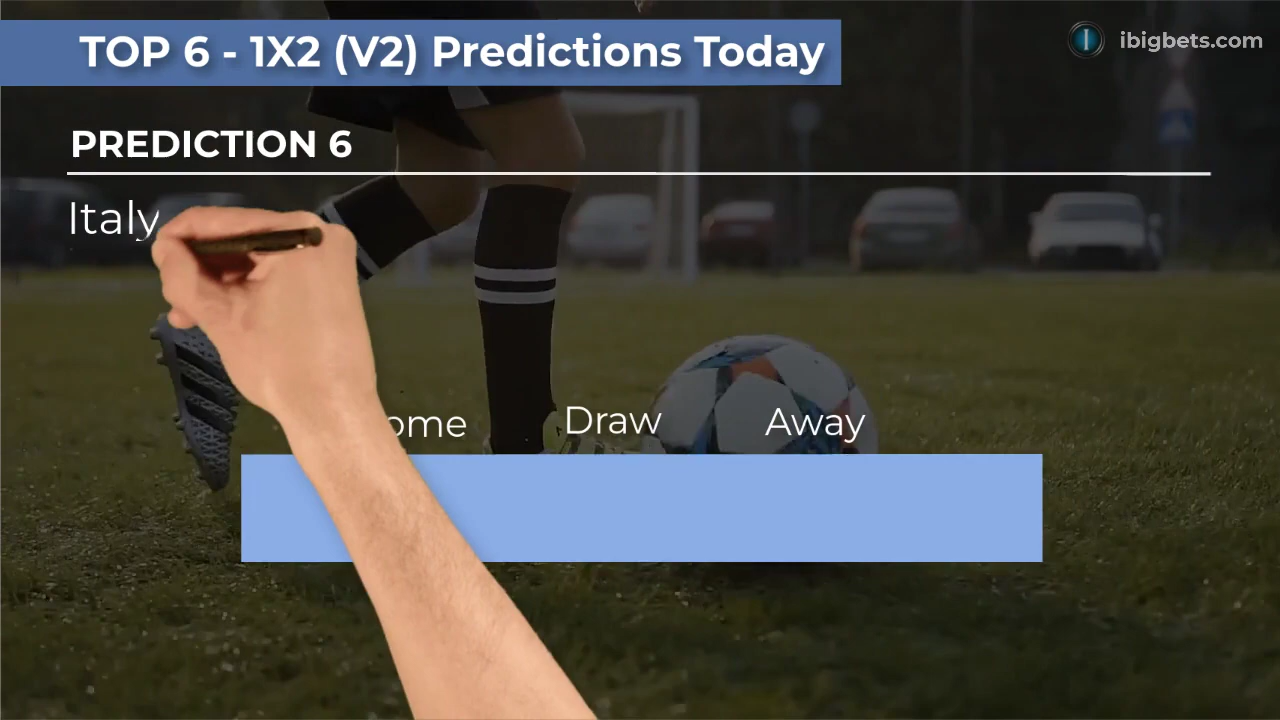 TOP 6 - 1X2 (V2) Predictions Today
ibigbets.com
PREDICTION 6
Italy
Draw
Away